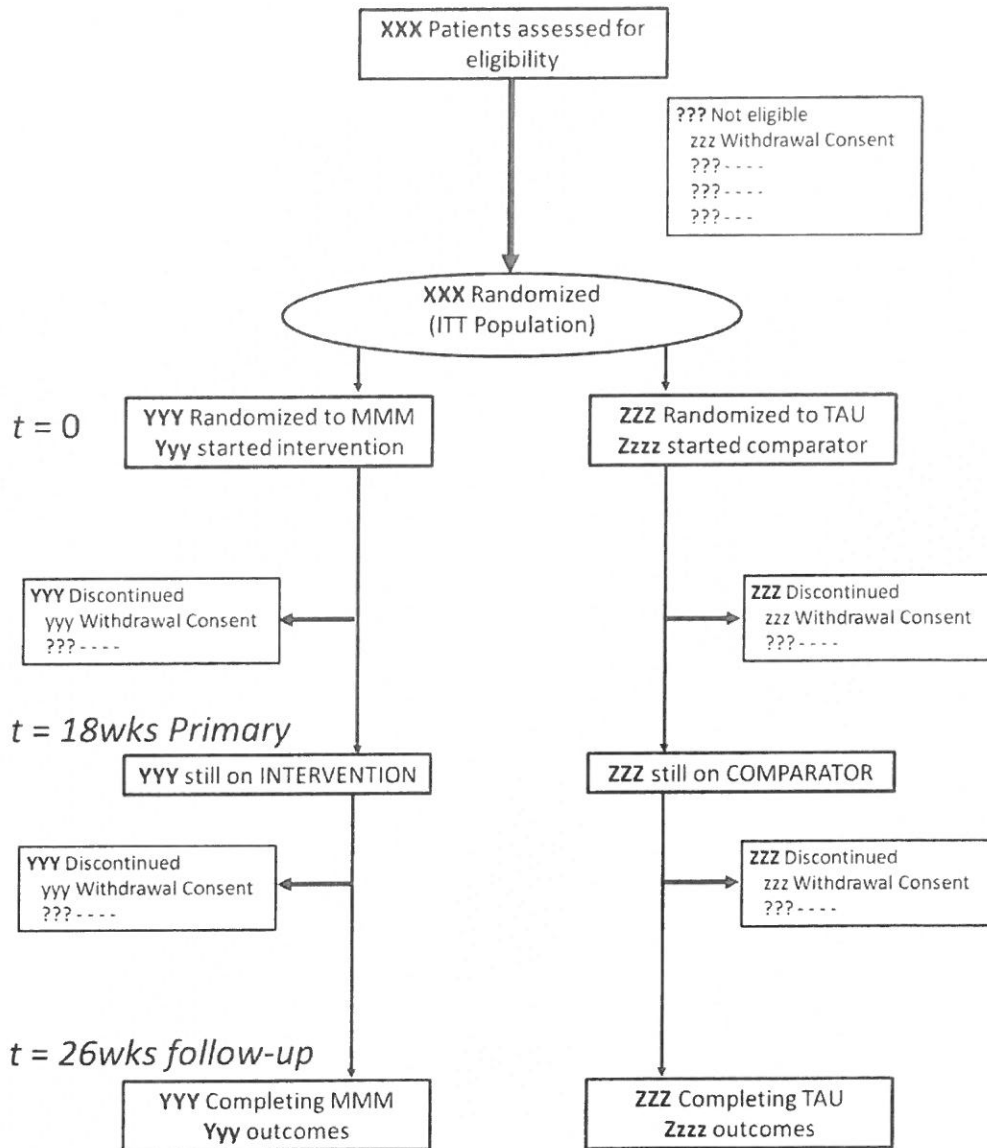 XXX Patients assessed for
eligibility
??? Not eligible
zzz Withdrawal Consent
??? - - - -
??? - - - -
??? - - -
XXX Randomized
(ITT Population)
t = 0
YYY Randomized to MMM
Yyy started intervention
ZZZ Randomized to TAU
Zzzz started comparator
YYY Discontinued
yyy Withdrawal Consent
??? - - - -
ZZZ Discontinued
zzz Withdrawal Consent
??? - - - -
t = 18wks Primary
YYY still on INTERVENTION
ZZZ still on COMPARATOR
YYY Discontinued
yyy Withdrawal Consent
??? - - - -
ZZZ Discontinued
zzz Withdrawal Consent
??? - - - -
t = 26wks follow-up
YYY Completing MMM
Yyy outcomes
ZZZ Completing TAU
Zzzz outcomes